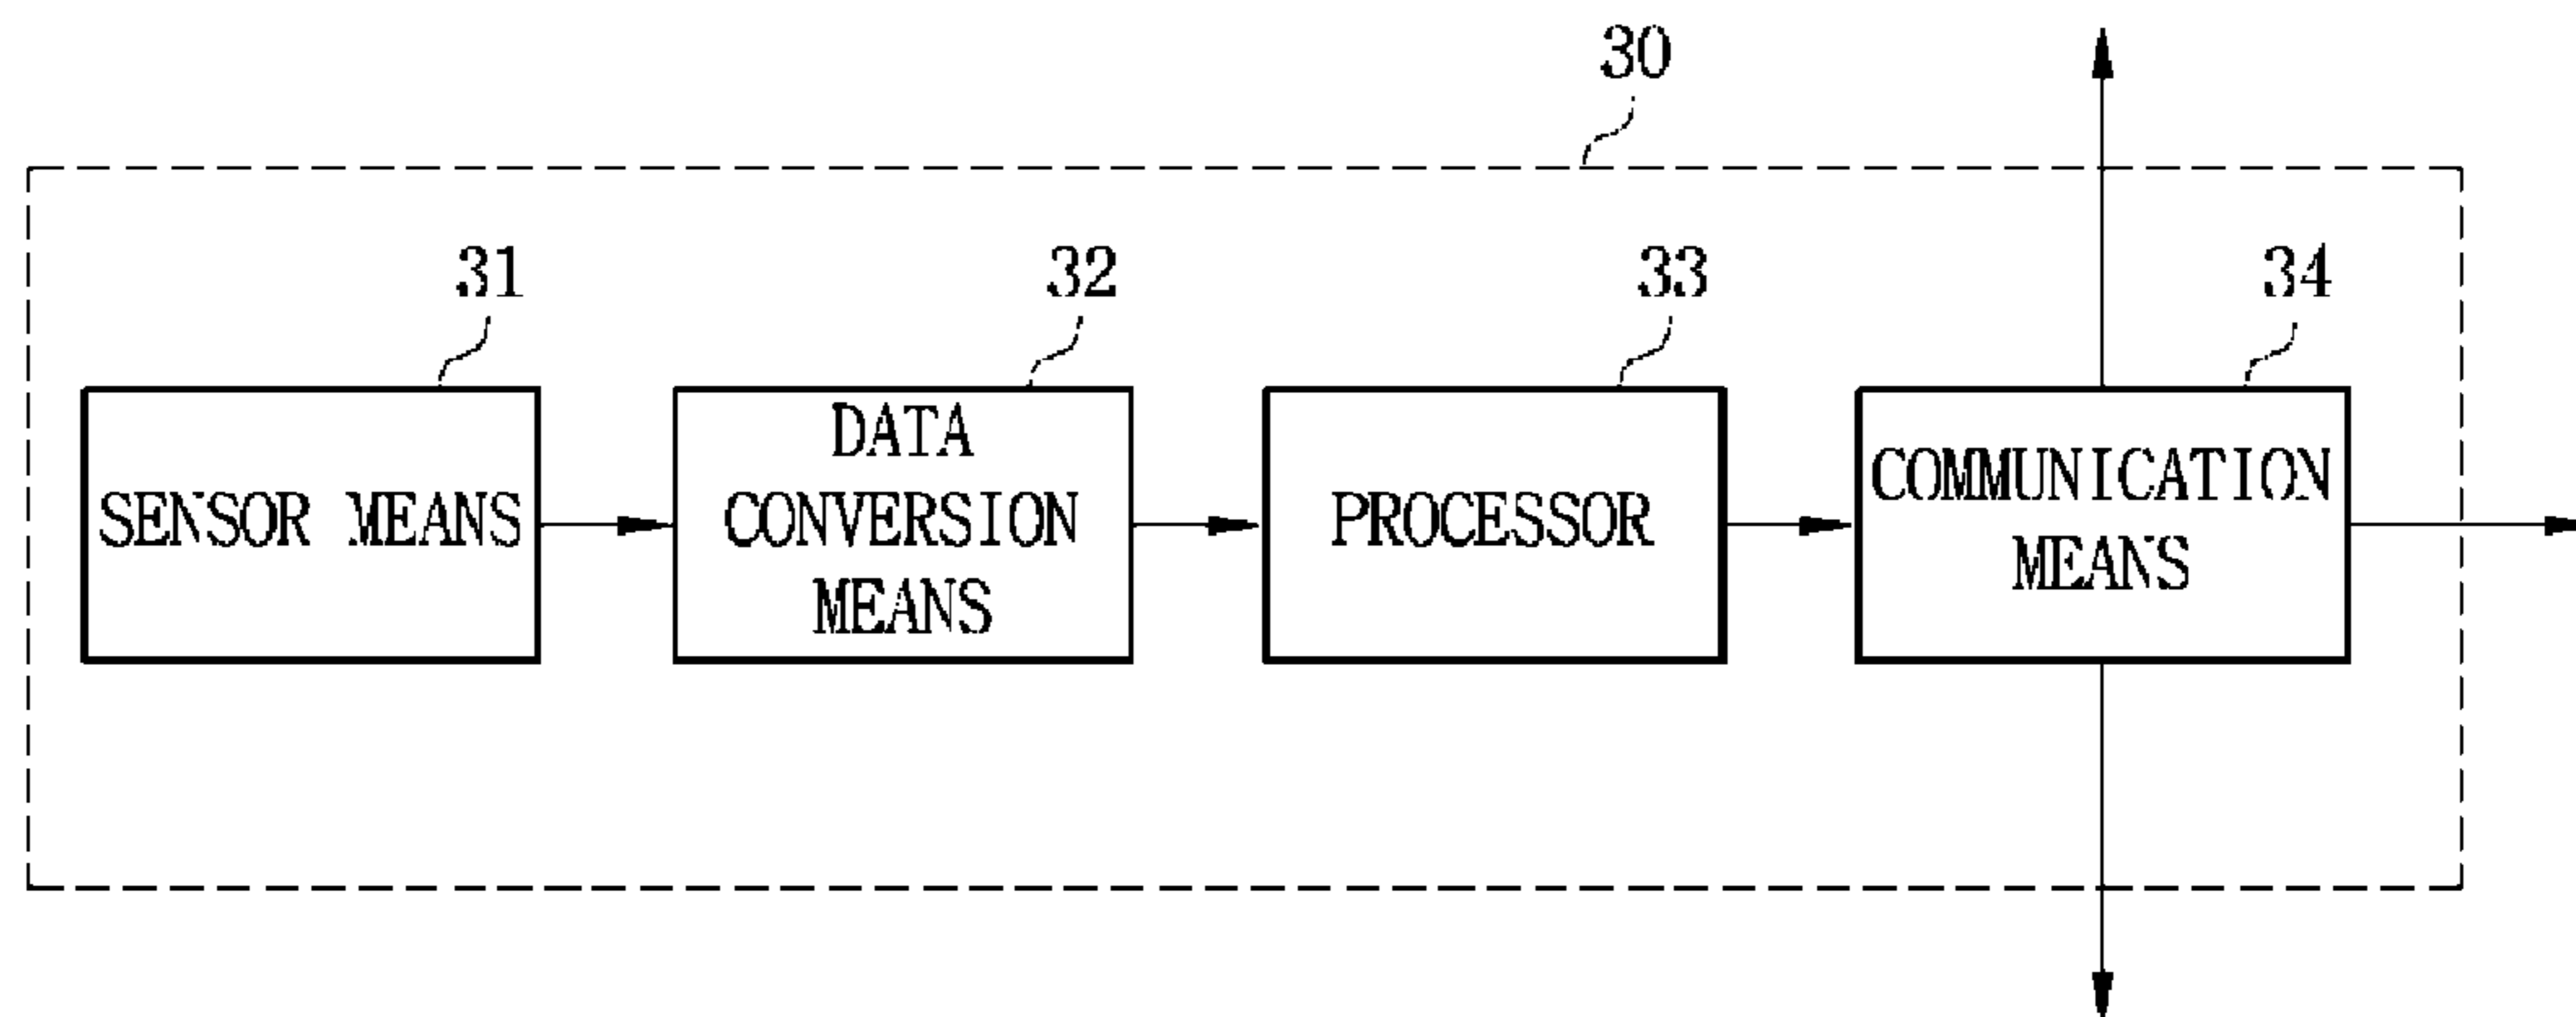 30
31
32
33
34
SENSOR MEANS
DATA
CONVERSION
MEANS
PROCESSOR
COMMUNICATION
MEANS